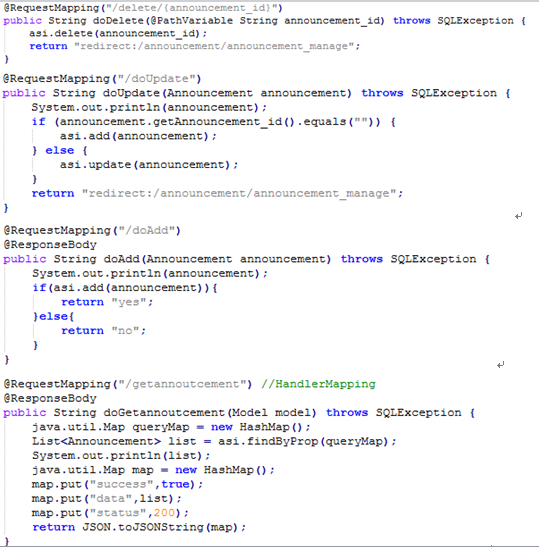 @RequestMapping("/delete/{announcement_id}")
public String doDelete(@PathVariable String announcement_id) throws SQLException {
    asi.delete(announcement_id);
    return "redirect:/announcement/announcement_manage";
}
@RequestMapping("/doUpdate")
public String doUpdate(Announcement announcement) throws SQLException {
    System.out.println(announcement);
    if (announcement.getAnnouncement_id().equals("")) {
        asi.add(announcement);
    } else {
        asi.update(announcement);
    }
    return "redirect:/announcement/announcement_manage";
}
@RequestMapping("/doAdd")
@ResponseBody
public String doAdd(Announcement announcement) throws SQLException {
    System.out.println(announcement);
    if(asi.add(announcement)){
        return "yes";
    }else{
        return "no";
    }
}
@RequestMapping("/getannoutcement") //HandlerMapping
@ResponseBody
public String doGetannoutcement(Model model) throws SQLException {
    java.util.Map queryMap = new HashMap();
    List<Announcement> list = asi.findByProp(queryMap);
    System.out.println(list);
    java.util.Map map = new HashMap();
    map.put("success",true);
    map.put("data",list);
    map.put("status",200);
    return JSON.toJSONString(map);
}